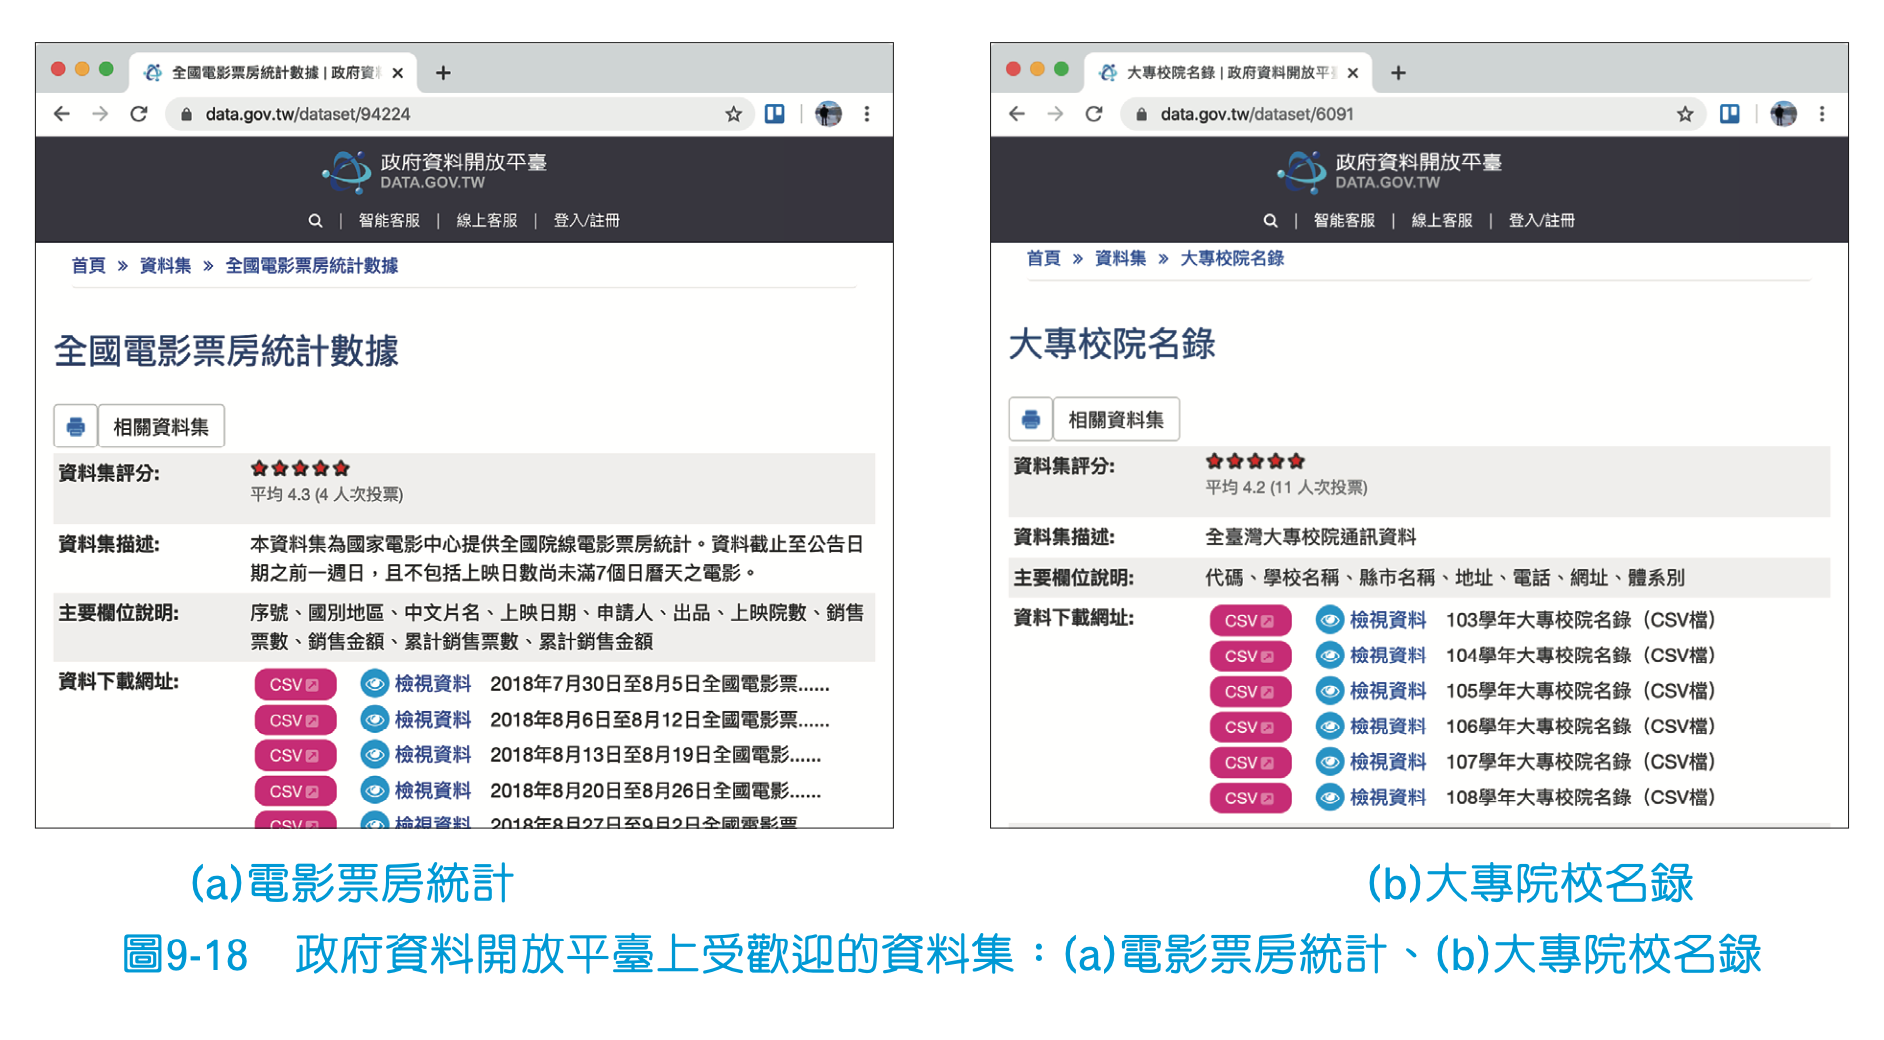 全國電影票房統計數據 | 政府資
data.gov.tw/dataset/94224
政府資料開放平臺
DATA.GOV.TW
| 智能客服 | 線上客服 | 登入/註冊
首頁 » 資料集 » 全國電影票房統計數據
全國電影票房統計數據
相關資料集
資料集評分:
平均 4.3 (4 人次投票)
資料集描述: 本資料集為國家電影中心提供全國院線電影票房統計。資料截止至公告日
期之前一週日，且不包括上映日數尚未滿7個日曆天之電影。
主要欄位說明: 序號、國別地區、中文片名、上映日期、申請人、出品、上映院數、銷售
票數、銷售金額、累計銷售票數、累計銷售金額
資料下載網址: CSV 檢視資料 2018年7月30日至8月5日全國電影票......
CSV 檢視資料 2018年8月6日至8月12日全國電影票......
CSV 檢視資料 2018年8月13日至8月19日全國電影......
CSV 檢視資料 2018年8月20日至8月26日全國電影......
CSV 檢視資料 2018年8月27日至9月2日全國電影票
(a)電影票房統計
大專校院名錄 | 政府資料開放平
data.gov.tw/dataset/6091
政府資料開放平臺
DATA.GOV.TW
| 智能客服 | 線上客服 | 登入/註冊
首頁 » 資料集 » 大專校院名錄
大專校院名錄
相關資料集
資料集評分:
平均 4.2 (11 人次投票)
資料集描述: 全臺灣大專校院通訊資料
主要欄位說明: 代碼、學校名稱、縣市名稱、地址、電話、網址、體系別
資料下載網址: CSV 檢視資料 103學年大專校院名錄（CSV檔）
CSV 檢視資料 104學年大專校院名錄（CSV檔）
CSV 檢視資料 105學年大專校院名錄（CSV檔）
CSV 檢視資料 106學年大專校院名錄（CSV檔）
CSV 檢視資料 107學年大專校院名錄（CSV檔）
CSV 檢視資料 108學年大專校院名錄（CSV檔）
(b)大專院校名錄
圖9-18 政府資料開放平臺上受歡迎的資料集：(a)電影票房統計、(b)大專院校名錄